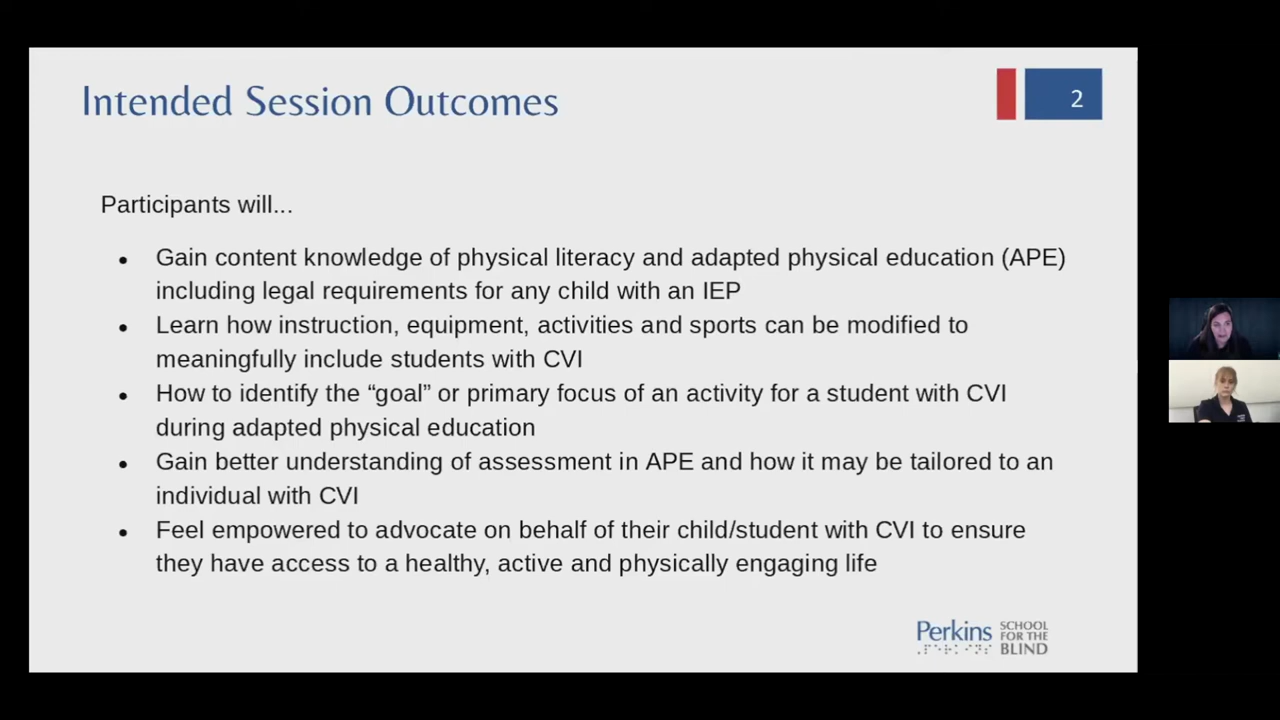 Intended Session Outcomes
2
Participants will...
• Gain content knowledge of physical literacy and adapted physical education (APE)
including legal requirements for any child with an IEP
• Learn how instruction, equipment, activities and sports can be modified to
meaningfully include students with CVI
• How to identify the “goal” or primary focus of an activity for a student with CVI
during adapted physical education
• Gain better understanding of assessment in APE and how it may be tailored to an
individual with CVI
• Feel empowered to advocate on behalf of their child/student with CVI to ensure
they have access to a healthy, active and physically engaging life
Perkins
SCHOOL
FOR THE
BLIND